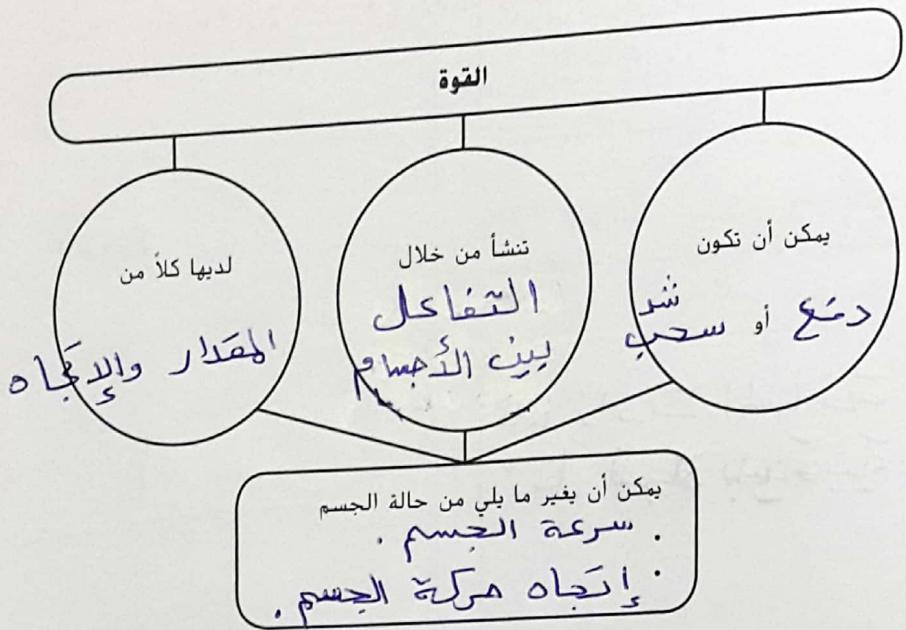 القوة
يمكن أن تكون
شد
دفع أو سحب
تنشأ من خلال
التفاعل
بين الأجسام
لديها كلاً من
المقدار والإتجاه
يمكن أن يغير ما يلي من حالة الجسم
. سرعة الجسم .
. إتجاه حركة الجسم .